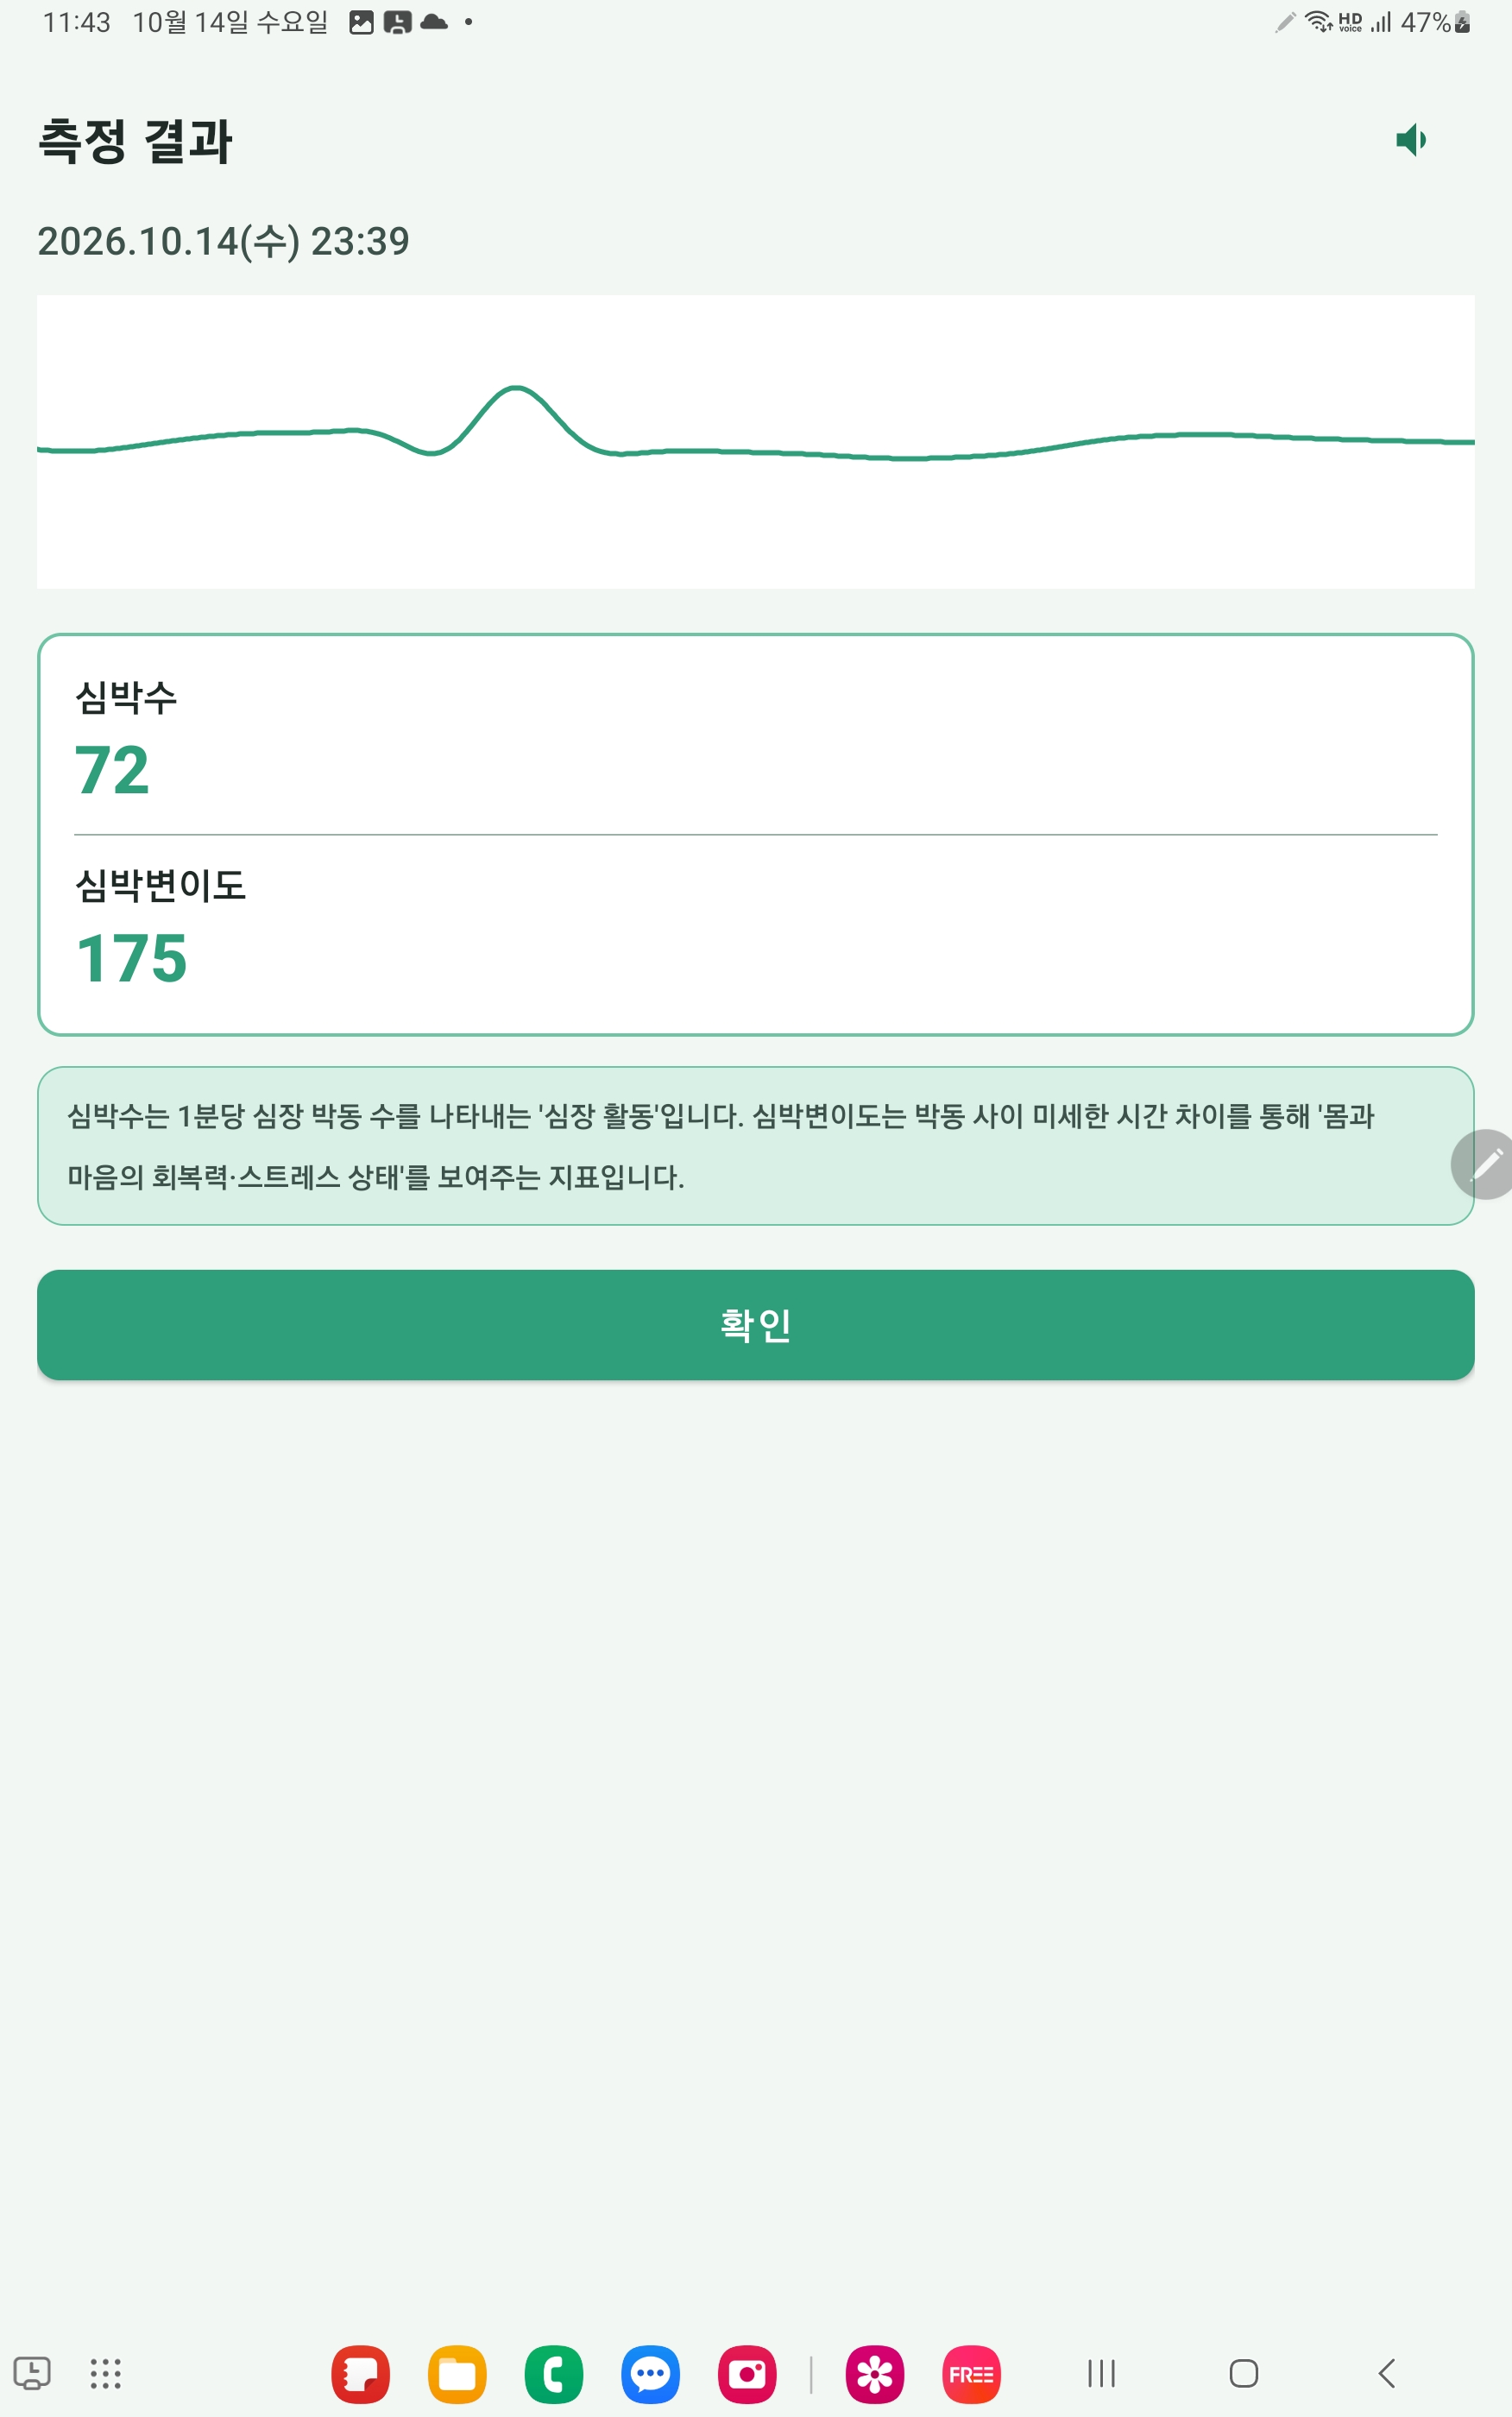 11:43 10월 14일 수요일
HD voice 47%
측정 결과
2026.10.14(수) 23:39
심박수
72
심박변이도
175
심박수는 1분당 심장 박동 수를 나타내는 '심장 활동'입니다. 심박변이도는 박동 사이 미세한 시간 차이를 통해 '몸과
마음의 회복력·스트레스 상태'를 보여주는 지표입니다.
확인
FREE